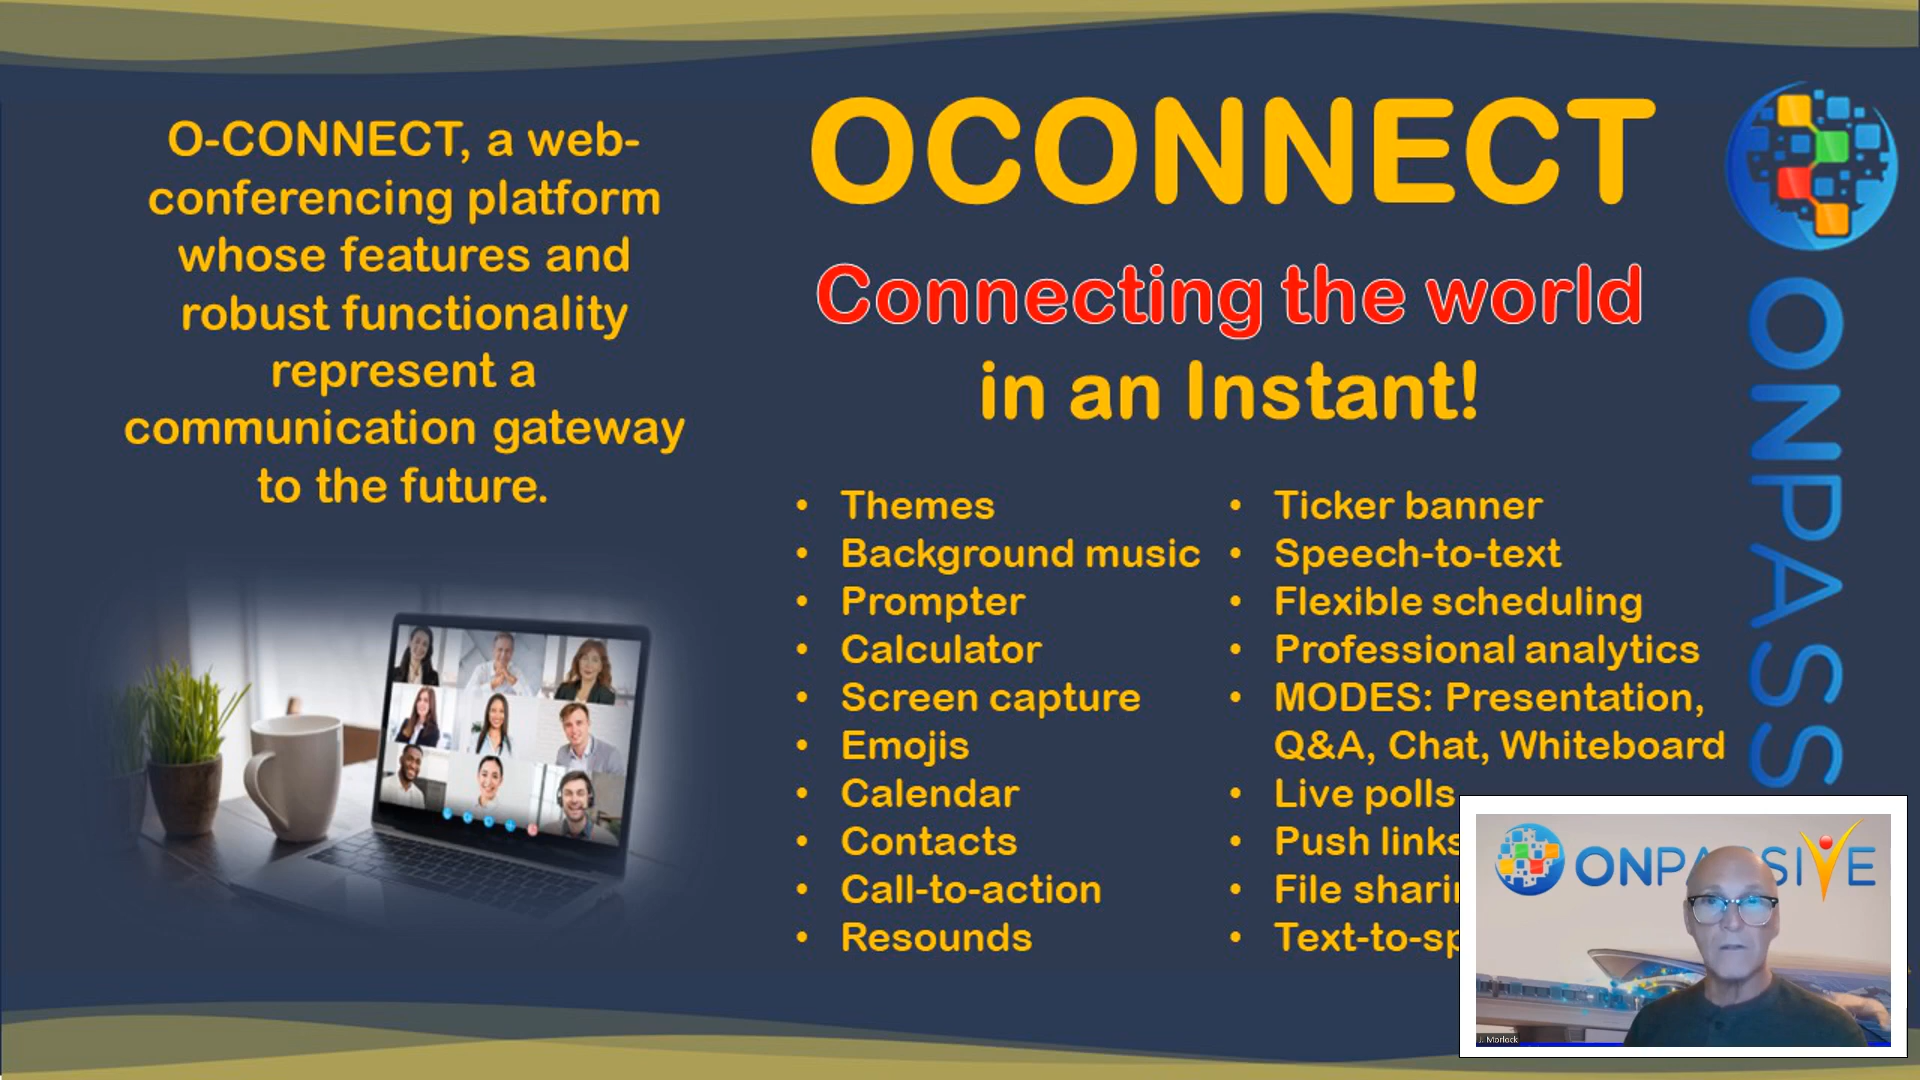 O-CONNECT, a web-
conferencing platform
whose features and
robust functionality
represent a
communication gateway
to the future.
OCONNECT
Connecting the world
in an Instant!
• Themes
• Background music
• Prompter
• Calculator
• Screen capture
• Emojis
• Calendar
• Contacts
• Call-to-action
• Resounds
• Ticker banner
• Speech-to-text
• Flexible scheduling
• Professional analytics
• MODES: Presentation,
Q&A, Chat, Whiteboard
• Live polls
• Push links
• File shari
• Text-to-sp
ONPASS
ONPASSIVE
J. Morlock